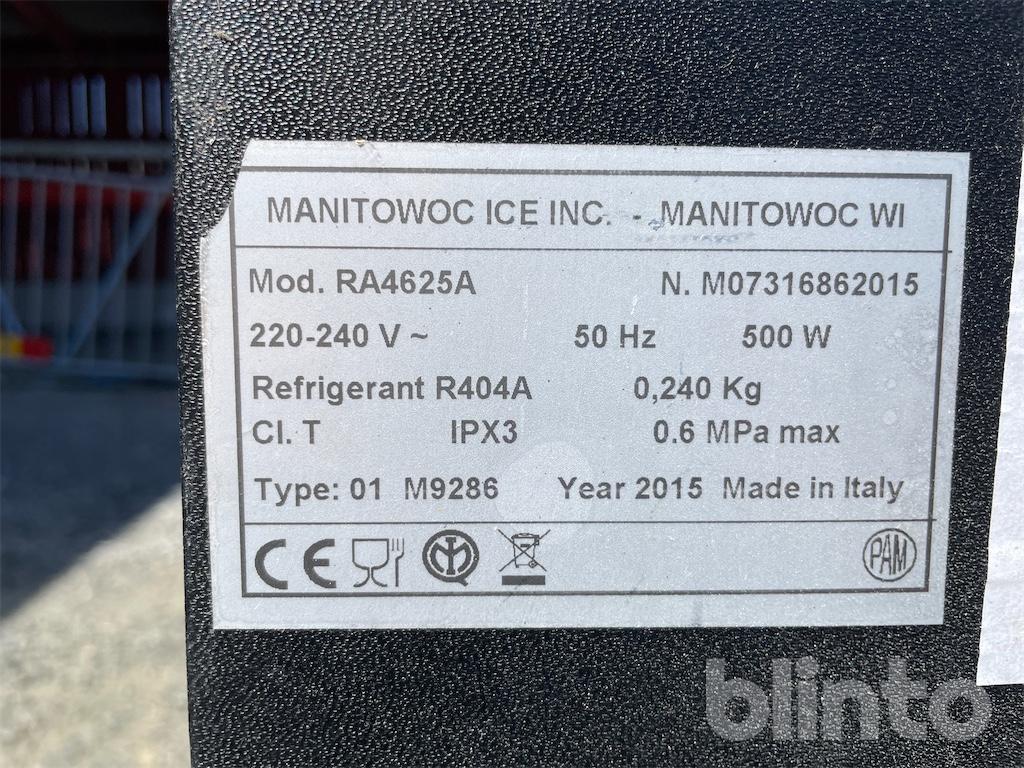 MANITOWOC ICE INC. - MANITOWOC WI
Mod. RA4625A N. M07316862015
220-240 V ~ 50 Hz 500 W
Refrigerant R404A 0,240 Kg
Cl. T IPX3 0.6 MPa max
Type: 01 M9286 Year 2015 Made in Italy
CE IMQ PAM
blinto